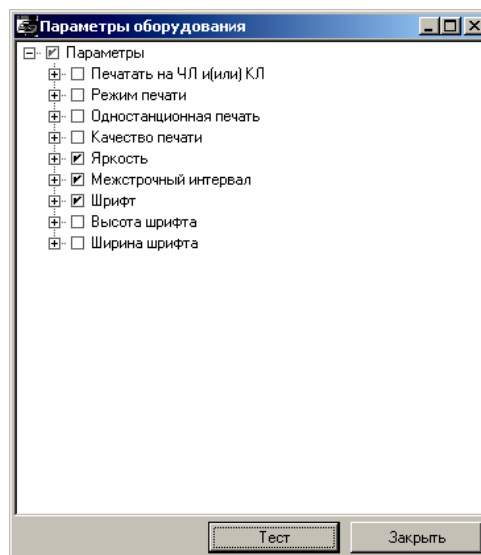 Параметры оборудования
Параметры
Печатать на ЧЛ и(или) КЛ
Режим печати
Одностанционная печать
Качество печати
Яркость
Межстрочный интервал
Шрифт
Высота шрифта
Ширина шрифта
Тест Закрыть